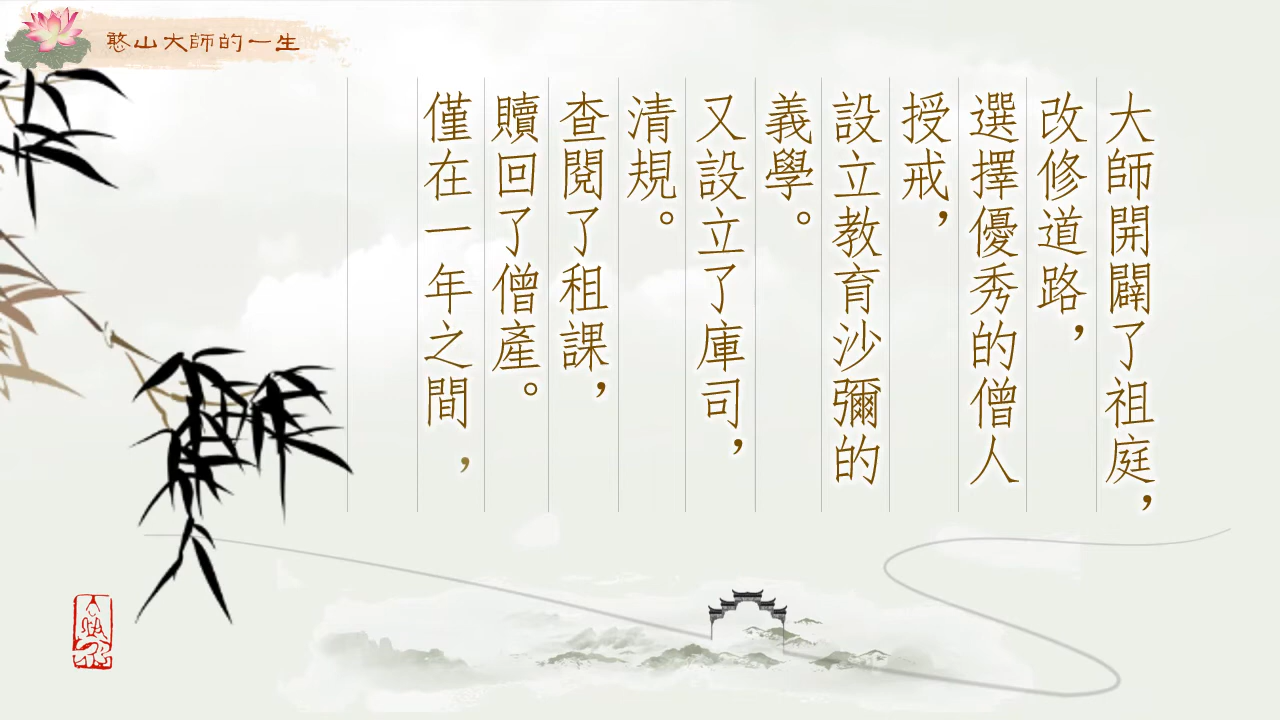 憨山大師的一生
大師開闢了祖庭，
改修道路，
選擇優秀的僧人
授戒，
設立教育沙彌的
義學。
又設立了庫司，
清規。
查閱了租課，
贖回了僧產。
僅在一年之間，